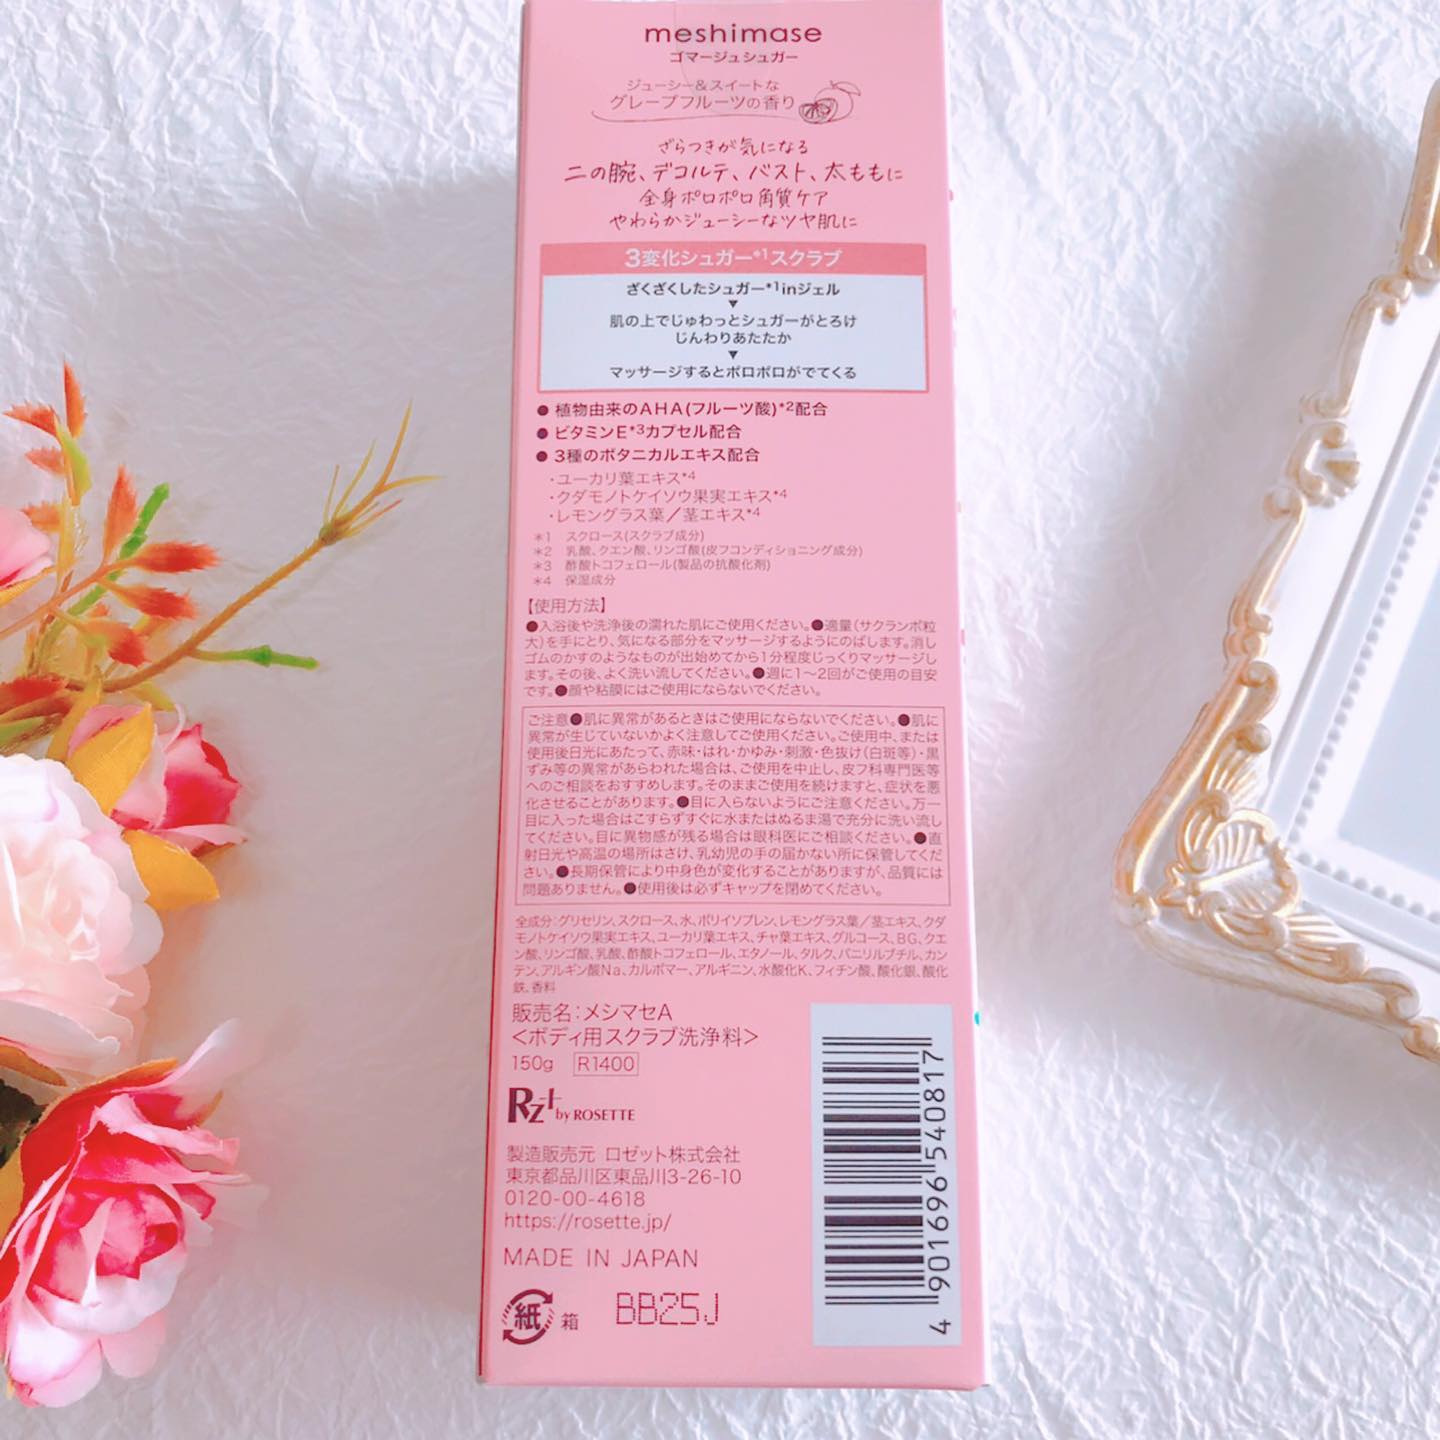 meshimase
ゴマージュシュガー
ジューシー&スイートな
グレープフルーツの香り
ざらつきが気になる
二の腕、デコルテ、バスト、太ももに
全身ポロポロ角質ケア
やわらかジューシーなツヤ肌に
3変化シュガー*1スクラブ
ざくざくしたシュガー*1inジェル
▼
肌の上でじゅわっとシュガーがとろけ
じんわりあたたか
▼
マッサージするとポロポロがでてくる
●植物由来のAHA(フルーツ酸)*2配合
●ビタミンE*3カプセル配合
●3種のボタニカルエキス配合
・ユーカリ葉エキス*4
・クダモノトケイソウ果実エキス*4
・レモングラス葉/茎エキス*4
*1 スクロース(スクラブ成分)
*2 乳酸、クエン酸、リンゴ酸(皮フコンディショニング成分)
*3 酢酸トコフェロール(製品の抗酸化剤)
*4 保湿成分
【使用方法】
●入浴後や洗浄後の濡れた肌にご使用ください。●適量(サクランボ粒
大)を手にとり、気になる部分をマッサージするようにのばします。消し
ゴムのかすのようなものが出始めてから1分程度じっくりマッサージし
ます。その後、よく洗い流してください。●週に1〜2回がご使用の目安
です。●顔や粘膜にはご使用にならないでください。
ご注意●肌に異常があるときはご使用にならないでください。●肌に
異常が生じていないかよく注意してご使用ください。ご使用中、または
使用後日光にあたって、赤味・はれ・かゆみ・刺激・色抜け(白斑等)・黒
ずみ等の異常があらわれた場合は、ご使用を中止し、皮フ科専門医等
へのご相談をおすすめします。そのままご使用を続けますと、症状を悪
化させることがあります。●目に入らないようにご注意ください。万一
目に入った場合はこすらずすぐに水またはぬるま湯で充分に洗い流し
てください。目に異物感が残る場合は眼科医にご相談ください。●直
射日光や高温の場所はさけ、乳幼児の手の届かない所に保管してくだ
さい。●長期保管により中身色が変化することがありますが、品質には
問題ありません。●使用後は必ずキャップを閉めてください。
全成分:グリセリン、スクロース、水、ポリイソプレン、レモングラス葉/茎エキス、クダ
モノトケイソウ果実エキス、ユーカリ葉エキス、チャ葉エキス、グルコース、BG、クエ
ン酸、リンゴ酸、乳酸、酢酸トコフェロール、エタノール、タルク、バニリルブチル、カン
テン、アルギン酸Na、カルボマー、アルギニン、水酸化K、フィチン酸、酸化銀、酸化
鉄、香料
販売名:メシマセA
<ボディ用スクラブ洗浄料>
150g R1400
Rz+ by ROSETTE
製造販売元 ロゼット株式会社
東京都品川区東品川3-26-10
0120-00-4618
https://rosette.jp/
MADE IN JAPAN
紙 箱 BB25J
4 901696 540817